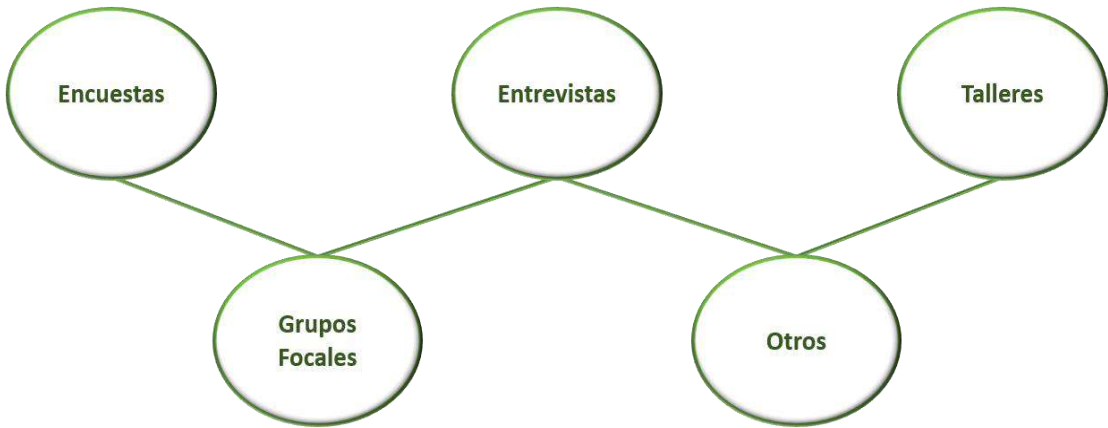 Encuestas
Entrevistas
Talleres
Grupos
Focales
Otros